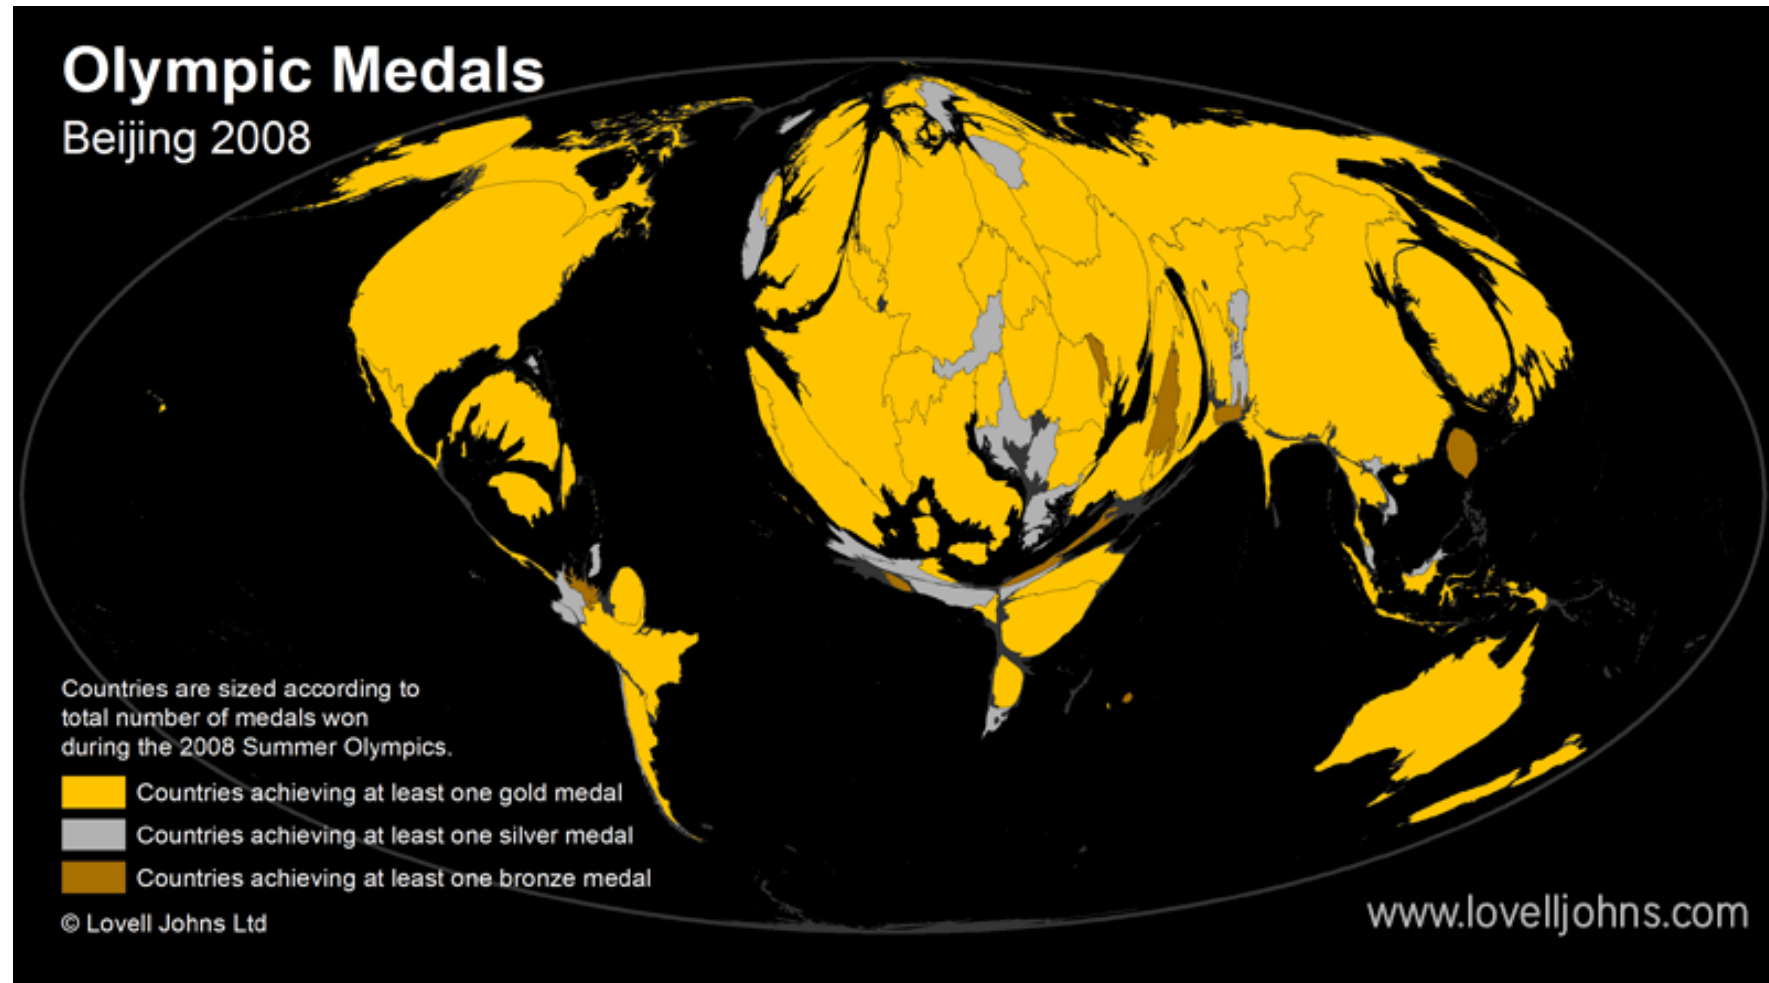 Olympic Medals
Beijing 2008
Countries are sized according to
total number of medals won
during the 2008 Summer Olympics.
Countries achieving at least one gold medal
Countries achieving at least one silver medal
Countries achieving at least one bronze medal
© Lovell Johns Ltd
www.lovelljohns.com